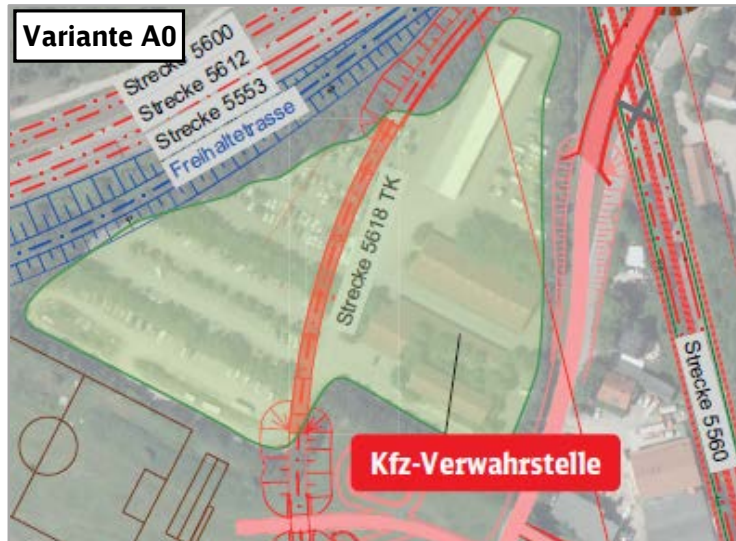 Variante A0
Strecke 5600
Strecke 5612
Strecke 5553
Freihaltetrasse
Strecke 5618 TK
Strecke 5560
Kfz-Verwahrstelle